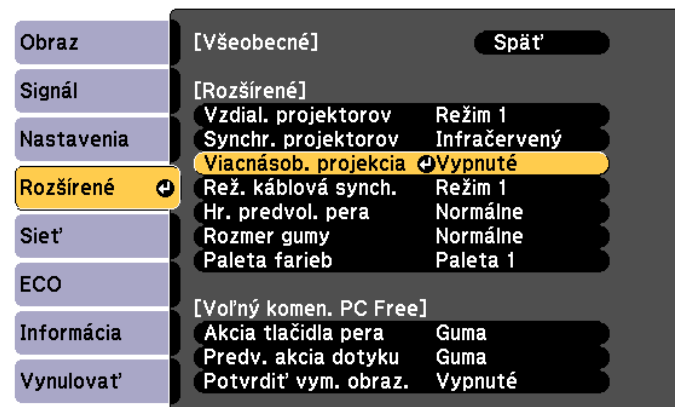 Obraz
Signál
Nastavenia
Rozšírené
Sieť
ECO
Informácia
Vynulovať
[Všeobecné] Späť
[Rozšírené]
Vzdial. projektorov Režim 1
Synchr. projektorov Infračervený
Viacnásob. projekcia Vypnuté
Rež. káblová synch. Režim 1
Hr. predvol. pera Normálne
Rozmer gumy Normálne
Paleta farieb Paleta 1
[Voľný komen. PC Free]
Akcia tlačidla pera Guma
Predv. akcia dotyku Guma
Potvrdiť vym. obraz. Vypnuté